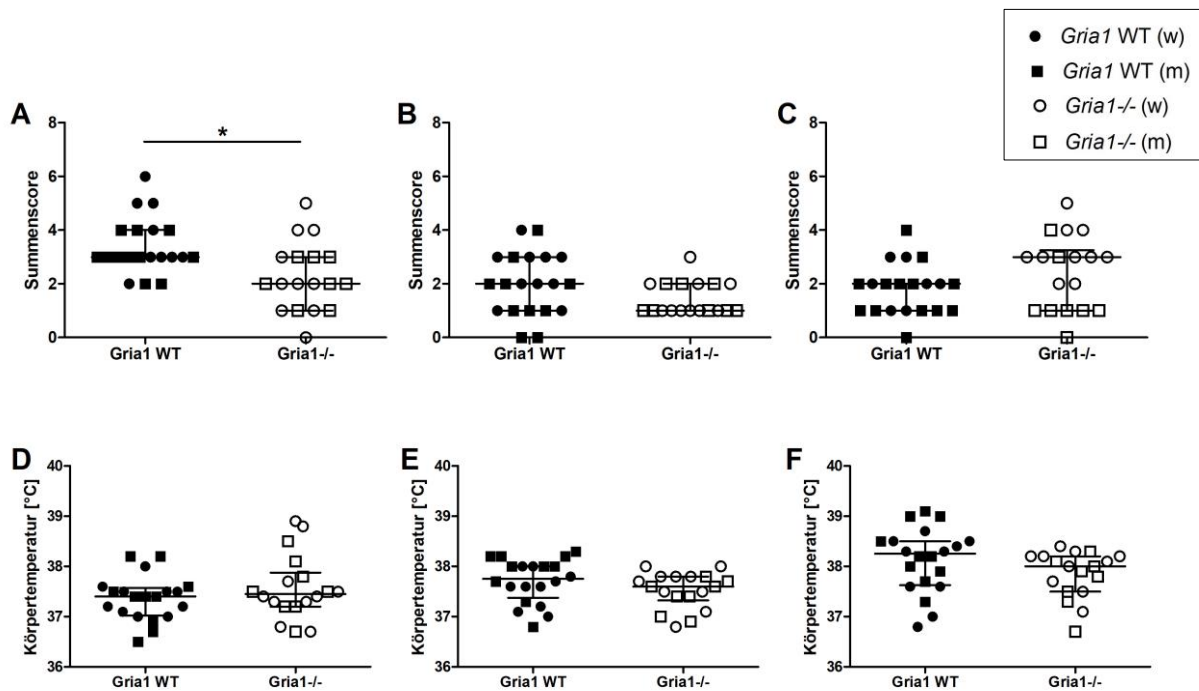 Gria1 WT (w)
Gria1 WT (m)
Gria1-/- (w)
Gria1-/- (m)
A
Summenscore
8
6
4
2
0
*
Gria1 WT
Gria1-/-
B
Summenscore
8
6
4
2
0
Gria1 WT
Gria1-/-
C
Summenscore
8
6
4
2
0
Gria1 WT
Gria1-/-
D
Körpertemperatur [°C]
40
39
38
37
36
Gria1 WT
Gria1-/-
E
Körpertemperatur [°C]
40
39
38
37
36
Gria1 WT
Gria1-/-
F
Körpertemperatur [°C]
40
39
38
37
36
Gria1 WT
Gria1-/-